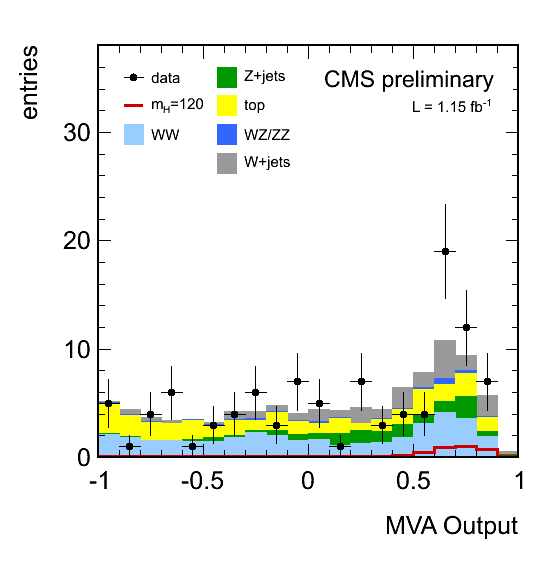 entries
CMS preliminary
L = 1.15 fb⁻¹
data
m_H=120
WW
Z+jets
top
WZ/ZZ
W+jets
30
20
10
0
-1 -0.5 0 0.5 1
MVA Output